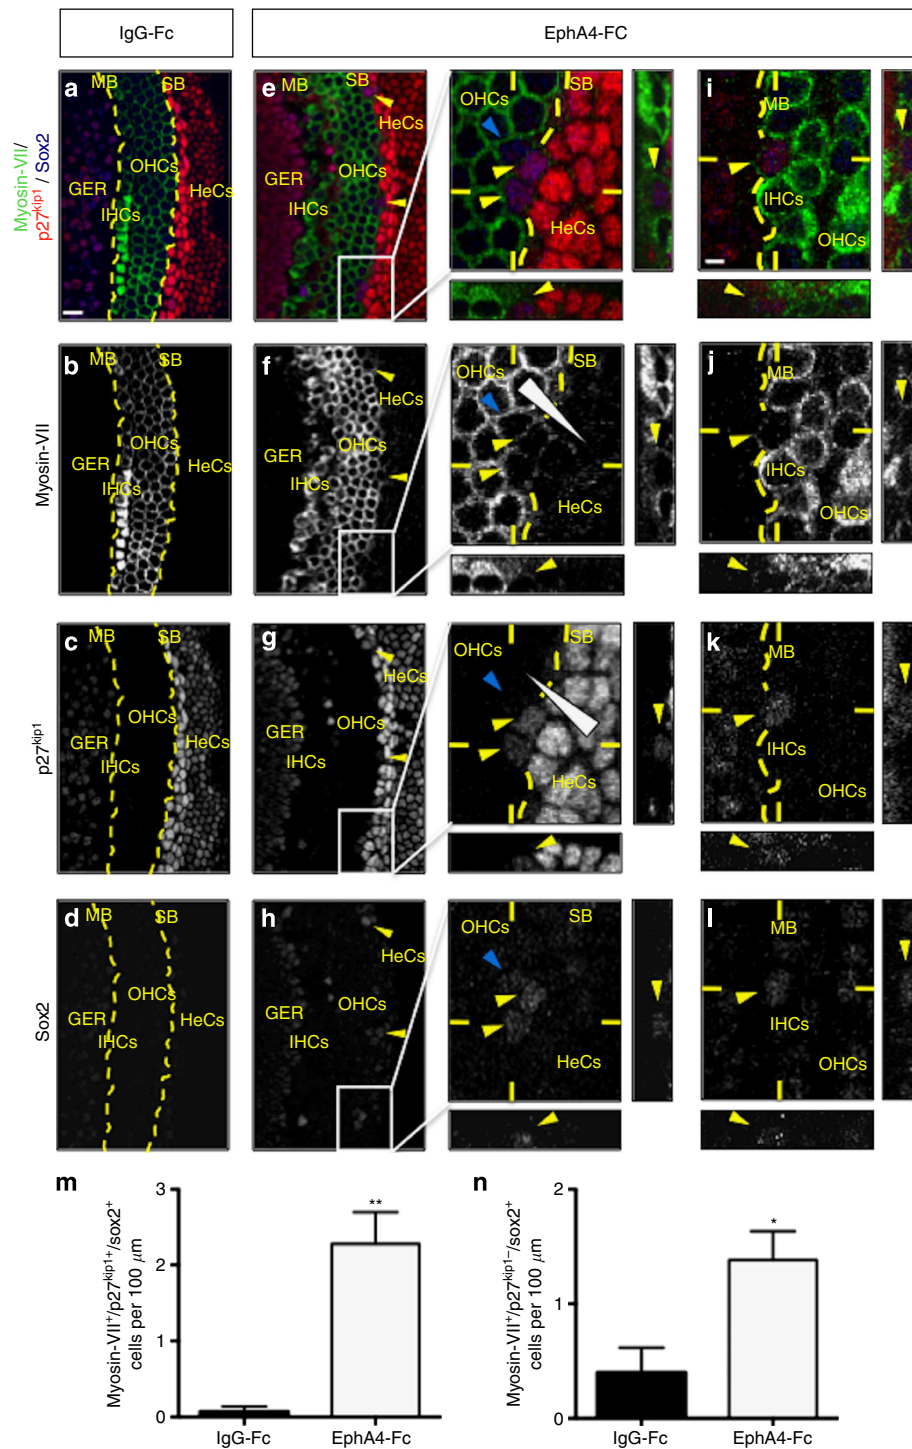 IgG-Fc
EphA4-FC
Myosin-VII/
p27kip1 / Sox2
a
MB
SB
OHCs
GER
IHCs
HeCs
e
MB
SB
HeCs
OHCs
GER
IHCs
OHCs
SB
HeCs
i
MB
IHCs
OHCs
Myosin-VII
b
MB
SB
OHCs
GER
IHCs
HeCs
f
HeCs
OHCs
GER
IHCs
OHCs
SB
HeCs
j
MB
IHCs
OHCs
p27kip1
c
MB
SB
OHCs
GER
IHCs
HeCs
g
HeCs
OHCs
GER
IHCs
OHCs
SB
HeCs
k
MB
IHCs
OHCs
Sox2
d
MB
SB
OHCs
GER
IHCs
HeCs
h
HeCs
OHCs
GER
IHCs
OHCs
SB
HeCs
l
MB
IHCs
OHCs
m
Myosin-VII+/p27kip1+/sox2+
cells per 100 μm
3
2
1
0
**
IgG-Fc
EphA4-Fc
n
Myosin-VII+/p27kip1–/sox2+
cells per 100 μm
2
1
0
*
IgG-Fc
EphA4-Fc